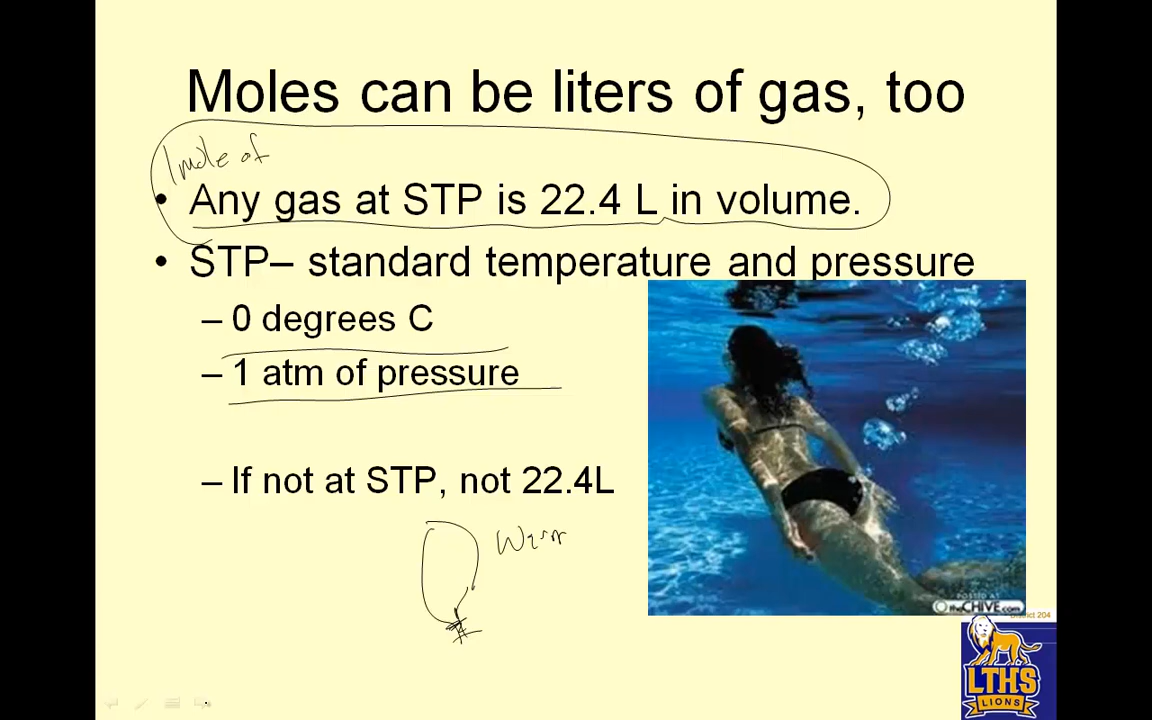 Moles can be liters of gas, too
1 mole of
• Any gas at STP is 22.4 L in volume.
• STP– standard temperature and pressure
– 0 degrees C
– 1 atm of pressure
– If not at STP, not 22.4L
POSTED AT
theCHIVE.com
District 204
LTHS
LIONS